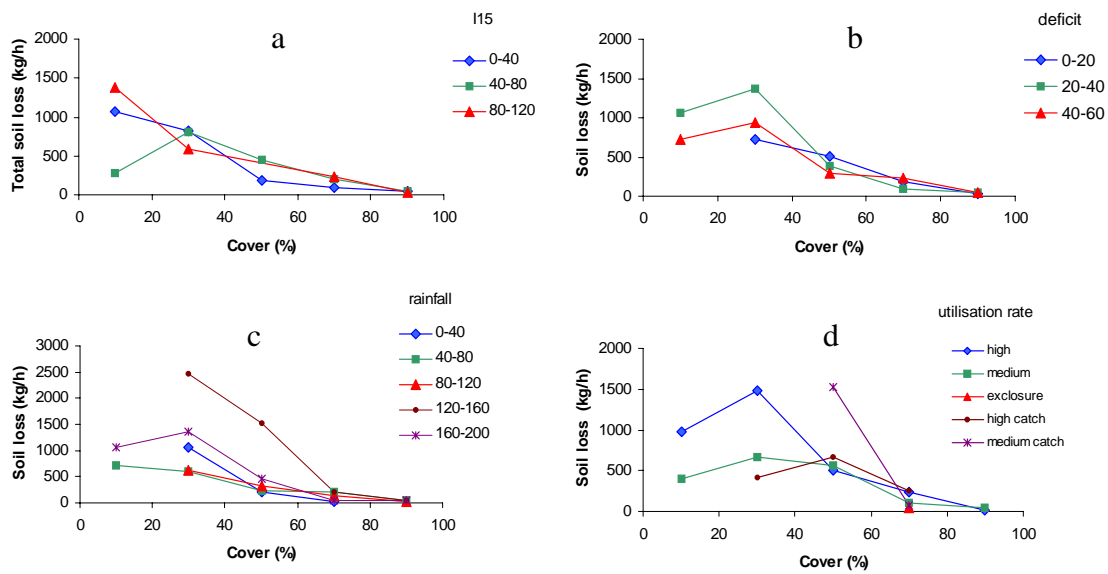 I15
a
2000
1500
1000
500
0
Total soil loss (kg/h)
0 20 40 60 80 100
Cover (%)
0-40
40-80
80-120
deficit
b
2000
1500
1000
500
0
Soil loss (kg/h)
0 20 40 60 80 100
Cover (%)
0-20
20-40
40-60
rainfall
c
3000
2500
2000
1500
1000
500
0
Soil loss (kg/h)
0 20 40 60 80 100
Cover (%)
0-40
40-80
80-120
120-160
160-200
utilisation rate
d
2000
1500
1000
500
0
Soil loss (kg/h)
0 20 40 60 80 100
Cover (%)
high
medium
exclosure
high catch
medium catch